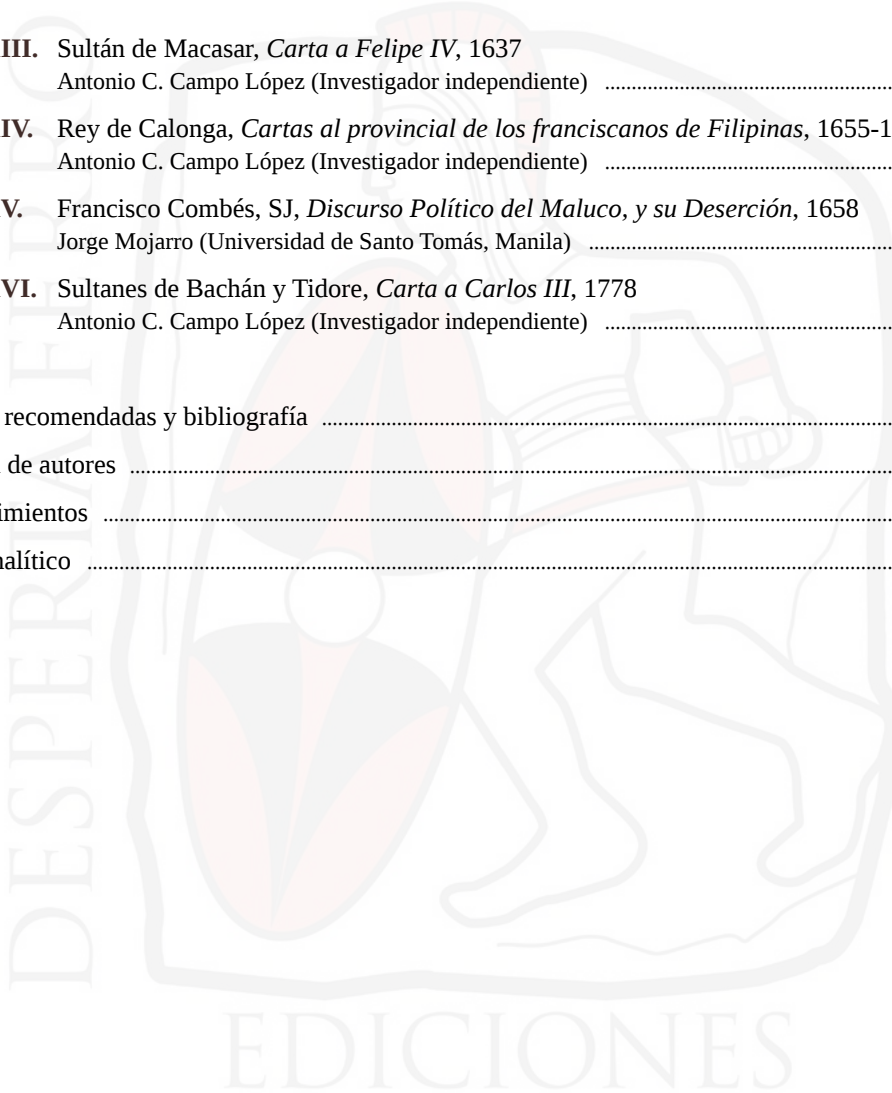 III. Sultán de Macasar, Carta a Felipe IV, 1637
Antonio C. Campo López (Investigador independiente)
IV. Rey de Calonga, Cartas al provincial de los franciscanos de Filipinas, 1655-1
Antonio C. Campo López (Investigador independiente)
V. Francisco Combés, SJ, Discurso Político del Maluco, y su Deserción, 1658
Jorge Mojarro (Universidad de Santo Tomás, Manila)
VI. Sultanes de Bachán y Tidore, Carta a Carlos III, 1778
Antonio C. Campo López (Investigador independiente)
recomendadas y bibliografía
de autores
imientos
nalítico
DESPERTA FERRO
EDICIONES